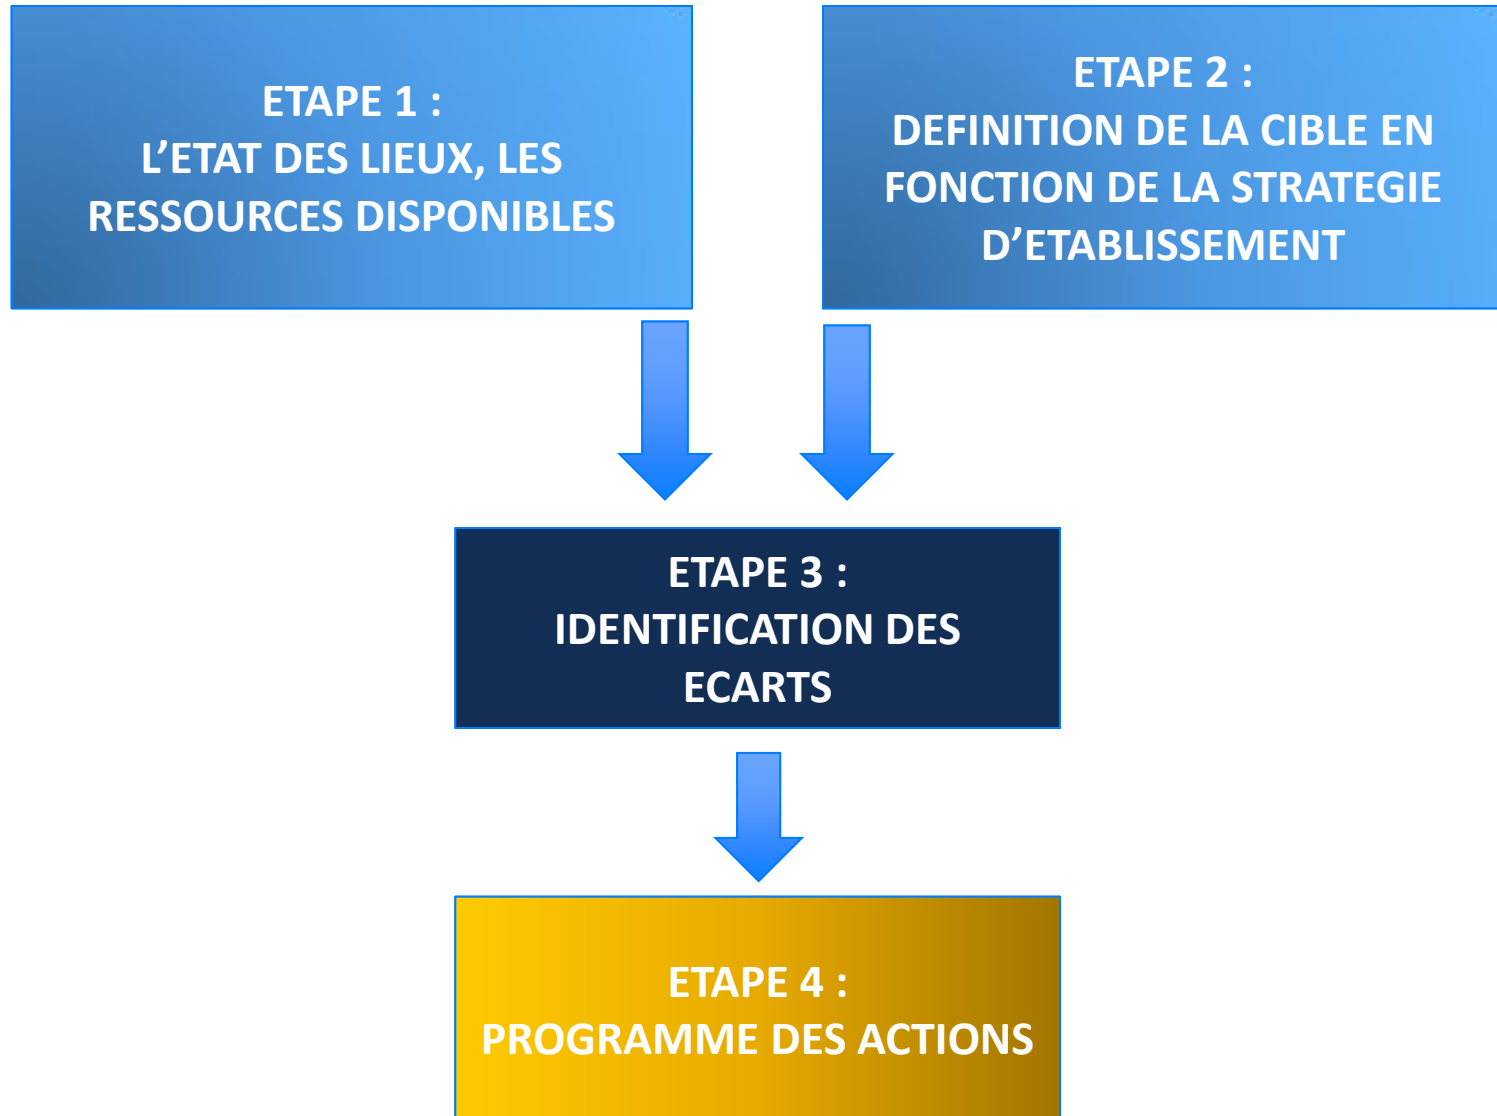 ETAPE 1 :
L’ETAT DES LIEUX, LES
RESSOURCES DISPONIBLES
ETAPE 2 :
DEFINITION DE LA CIBLE EN
FONCTION DE LA STRATEGIE
D’ETABLISSEMENT
ETAPE 3 :
IDENTIFICATION DES
ECARTS
ETAPE 4 :
PROGRAMME DES ACTIONS